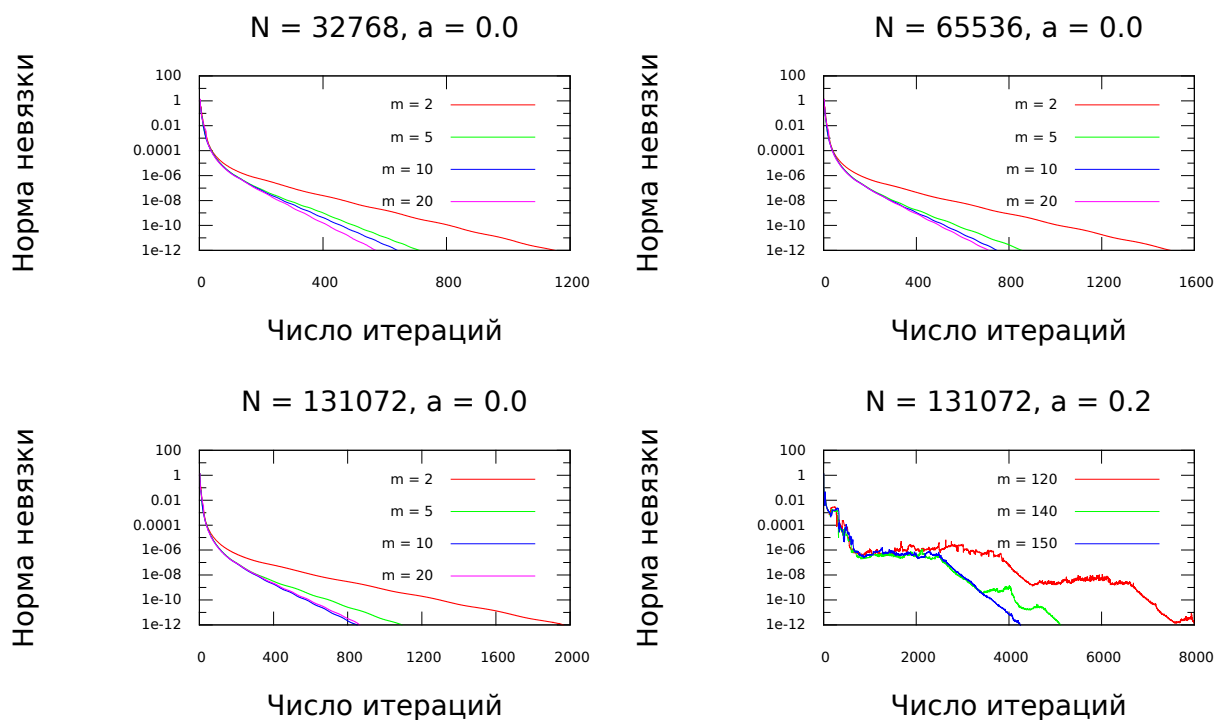 N = 32768, a = 0.0
Норма невязки
100
1
0.01
0.0001
1e-06
1e-08
1e-10
1e-12
m = 2
m = 5
m = 10
m = 20
0 400 800 1200
Число итераций
N = 65536, a = 0.0
Норма невязки
100
1
0.01
0.0001
1e-06
1e-08
1e-10
1e-12
m = 2
m = 5
m = 10
m = 20
0 400 800 1200 1600
Число итераций
N = 131072, a = 0.0
Норма невязки
100
1
0.01
0.0001
1e-06
1e-08
1e-10
1e-12
m = 2
m = 5
m = 10
m = 20
0 400 800 1200 1600 2000
Число итераций
N = 131072, a = 0.2
Норма невязки
100
1
0.01
0.0001
1e-06
1e-08
1e-10
1e-12
m = 120
m = 140
m = 150
0 2000 4000 6000 8000
Число итераций